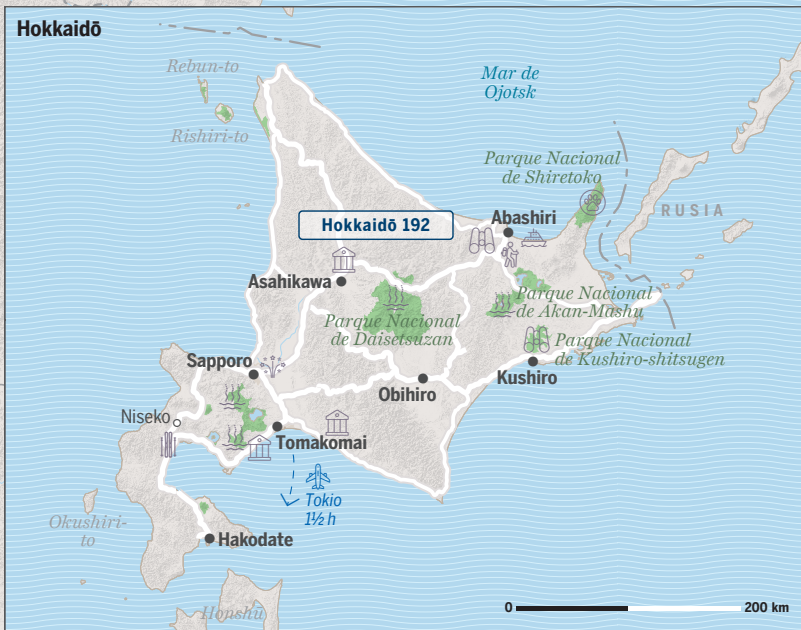 Hokkaidō
Rebun-to
Mar de
Ojotsk
Rishiri-to
Parque Nacional
de Shiretoko
RUSIA
Hokkaidō 192
Abashiri
Asahikawa
Parque Nacional
de Akan-Mashu
Parque Nacional
de Daisetsuzan
Parque Nacional
de Kushiro-shitsugen
Sapporo
Kushiro
Obihiro
Niseko
Tomakomai
Tokio
1½ h
Okushiri-
to
Hakodate
Honshū
0 200 km